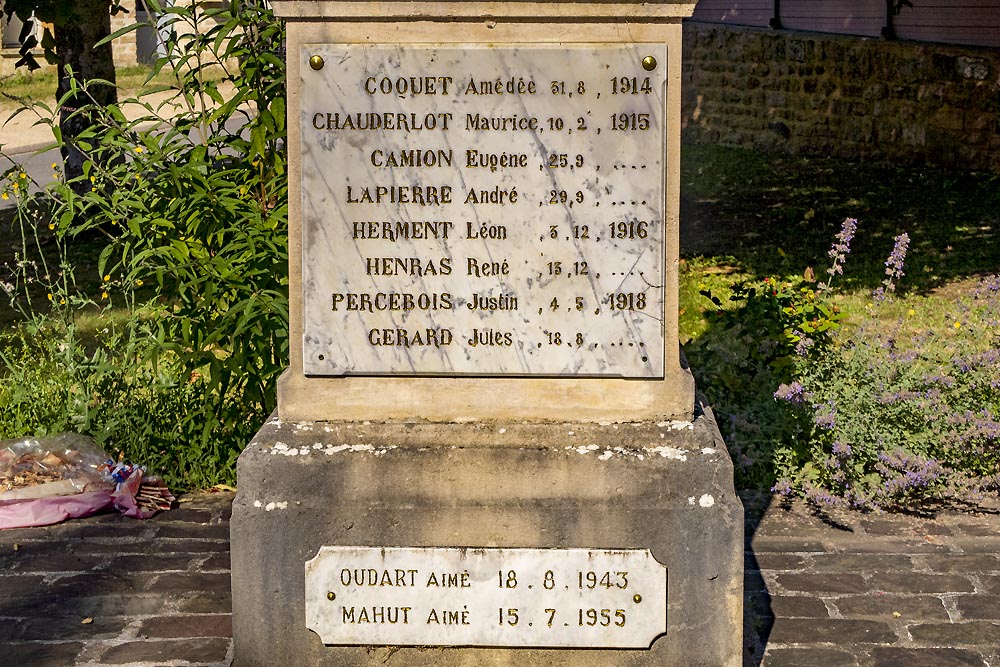 COQUET Amédée 31, 8, 1914
CHAUDERLOT Maurice, 10, 2, 1915
CAMION Eugéne, 25, 9, ....
LAPIERRE André, 29, 9, ....
HERMENT Léon, 3, 12, 1916
HENRAS René, 13, 12, ....
PERCEBOIS Justin, 4, 5, 1918
GERARD Jules, 18, 8, ....
OUDART AIMÉ 18.8.1943
MAHUT AIMÉ 15.7.1955